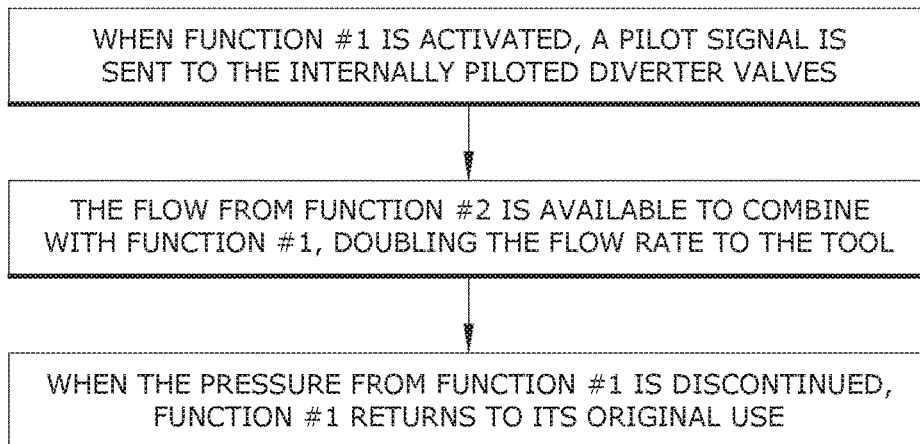 WHEN FUNCTION #1 IS ACTIVATED, A PILOT SIGNAL IS
SENT TO THE INTERNALLY PILOTED DIVERTER VALVES
THE FLOW FROM FUNCTION #2 IS AVAILABLE TO COMBINE
WITH FUNCTION #1, DOUBLING THE FLOW RATE TO THE TOOL
WHEN THE PRESSURE FROM FUNCTION #1 IS DISCONTINUED,
FUNCTION #1 RETURNS TO ITS ORIGINAL USE